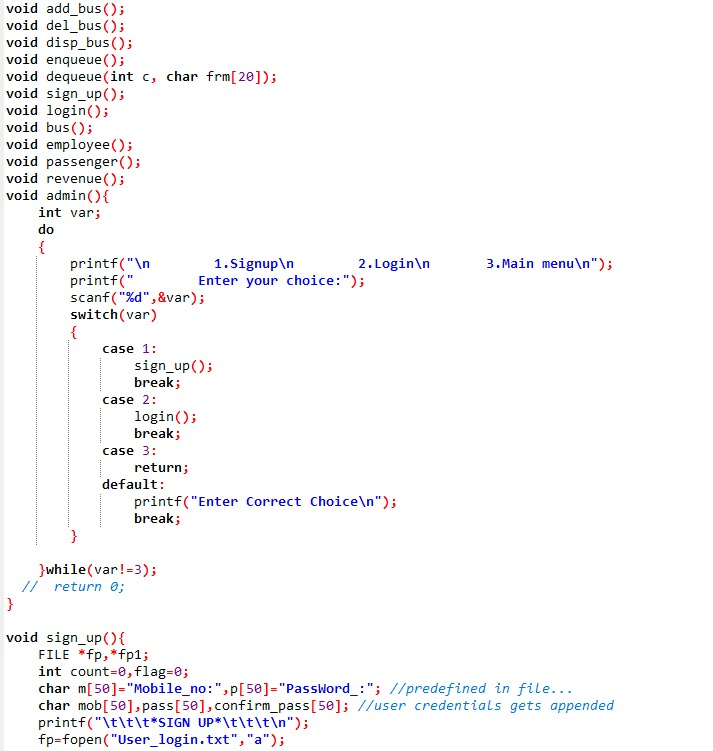 void add_bus();
void del_bus();
void disp_bus();
void enqueue();
void dequeue(int c, char frm[20]);
void sign_up();
void login();
void bus();
void employee();
void passenger();
void revenue();
void admin(){
    int var;
    do
    {
        printf("\n        1.Signup\n        2.Login\n       3.Main menu\n");
        printf("        Enter your choice:");
        scanf("%d",&var);
        switch(var)
        {
            case 1:
                sign_up();
                break;
            case 2:
                login();
                break;
            case 3:
                return;
            default:
                printf("Enter Correct Choice\n");
                break;
        }
    }while(var!=3);
  //  return 0;
}
void sign_up(){
    FILE *fp,*fp1;
    int count=0,flag=0;
    char m[50]="Mobile_no:",p[50]="PassWord_:"; //predefined in file...
    char mob[50],pass[50],confirm_pass[50]; //user credentials gets appended
    printf("\t\t\t*SIGN UP*\t\t\t\n");
    fp=fopen("User_login.txt","a");